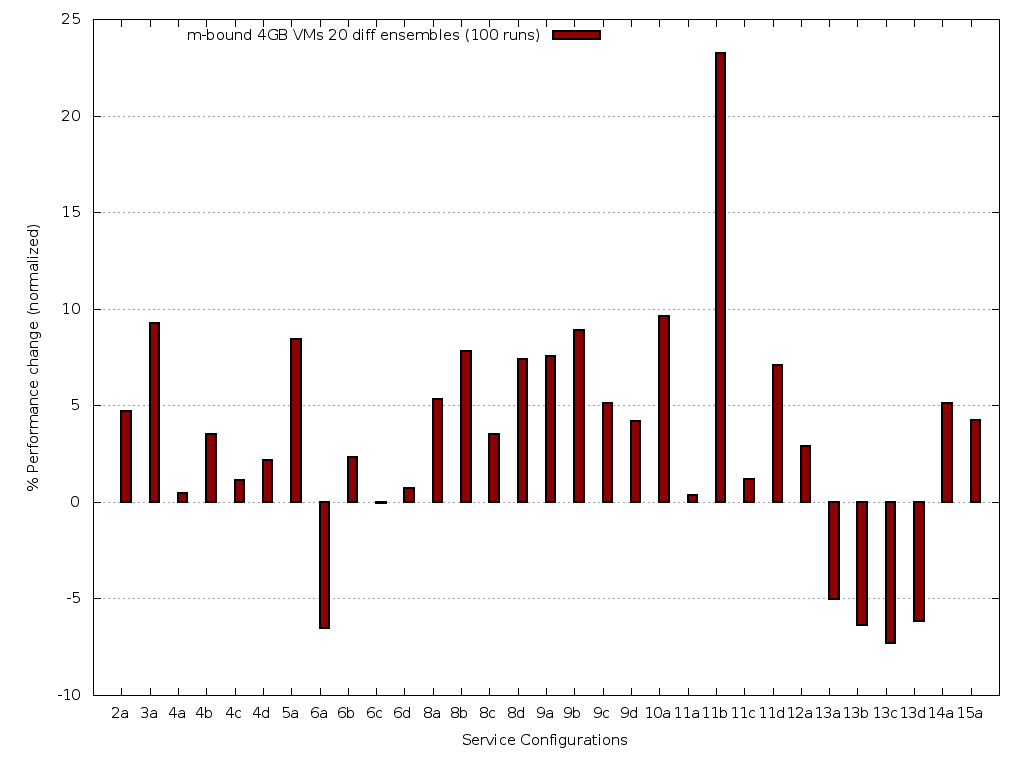 m-bound 4GB VMs 20 diff ensembles (100 runs)
25
20
15
10
5
0
-5
-10
% Performance change (normalized)
2a 3a 4a 4b 4c 4d 5a 6a 6b 6c 6d 8a 8b 8c 8d 9a 9b 9c 9d 10a 11a 11b 11c 11d 12a 13a 13b 13c 13d 14a 15a
Service Configurations